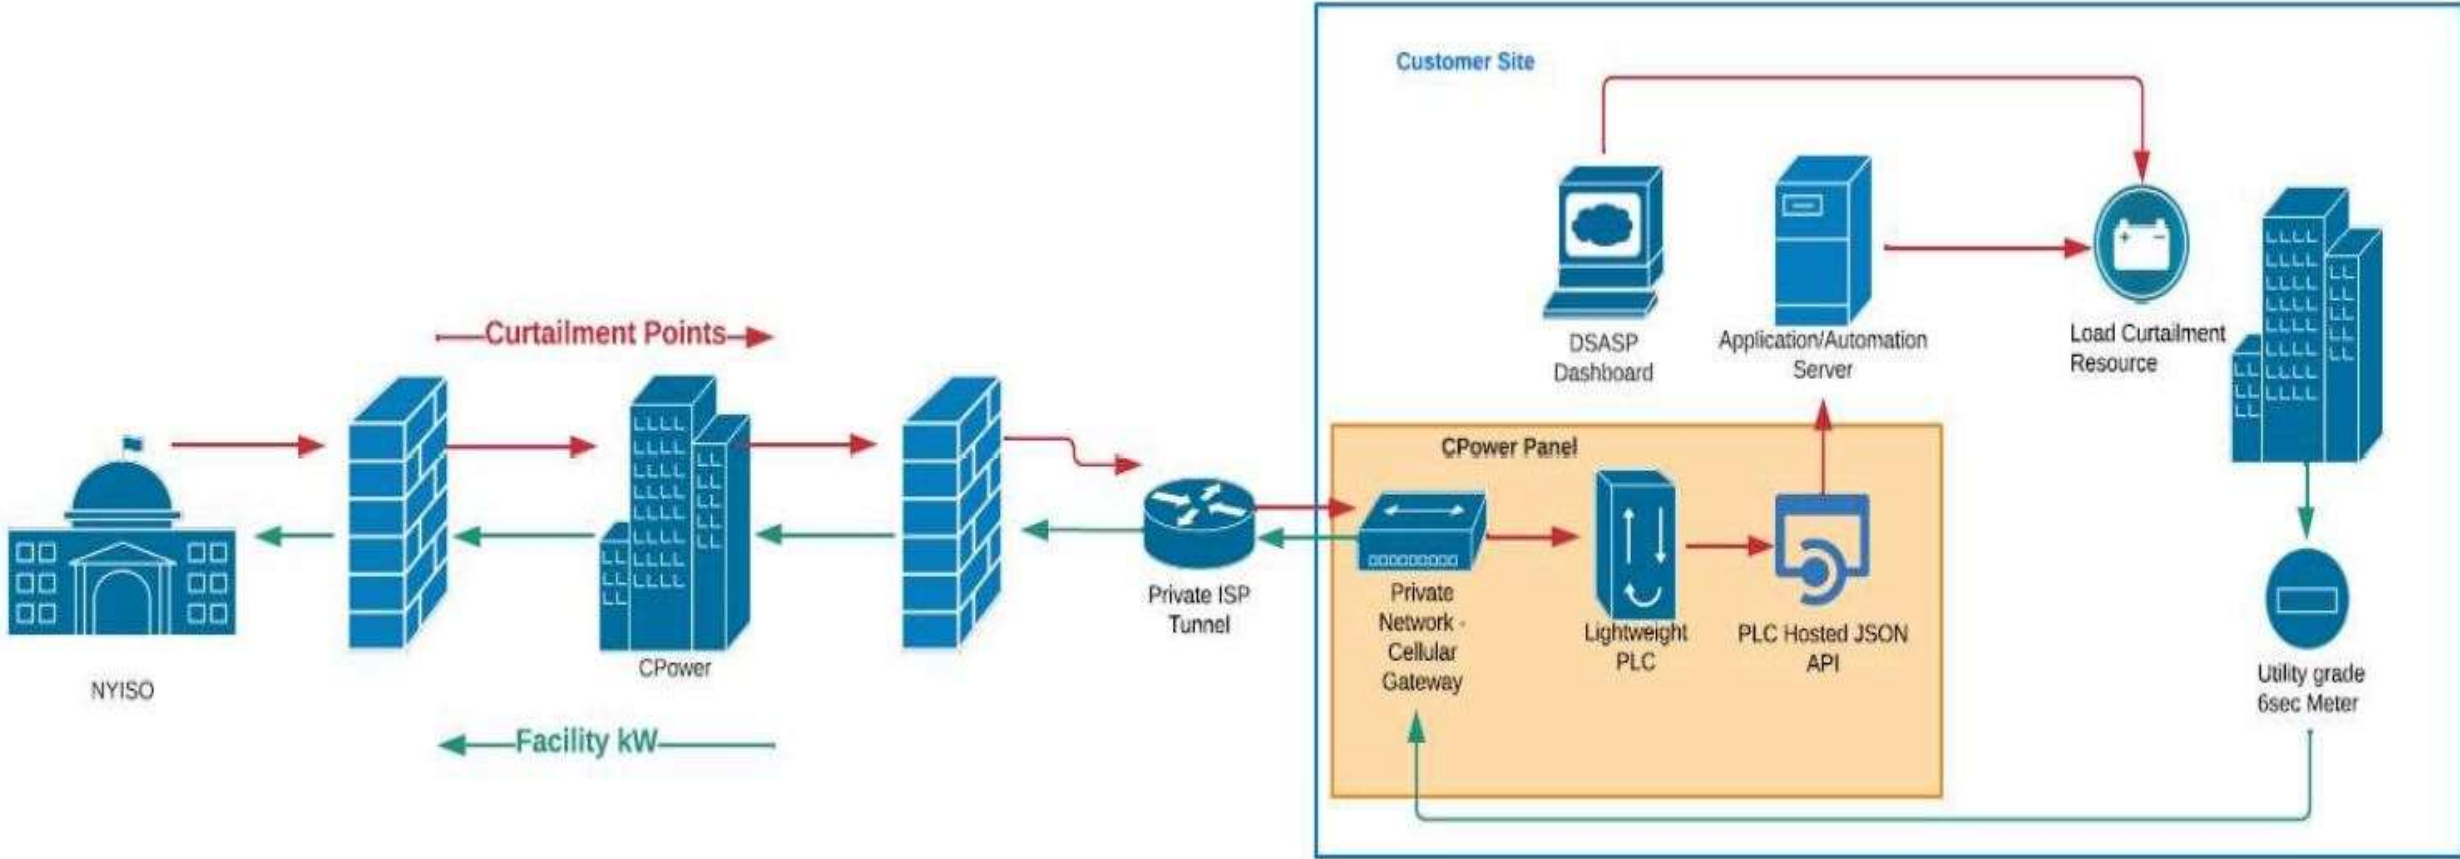 Customer Site
DSASP
Dashboard
Application/Automation
Server
Load Curtailment
Resource
Curtailment Points
CPower Panel
NYISO
CPower
Private ISP
Tunnel
Private
Network -
Cellular
Gateway
Lightweight
PLC
PLC Hosted JSON
API
Utility grade
6sec Meter
Facility kW